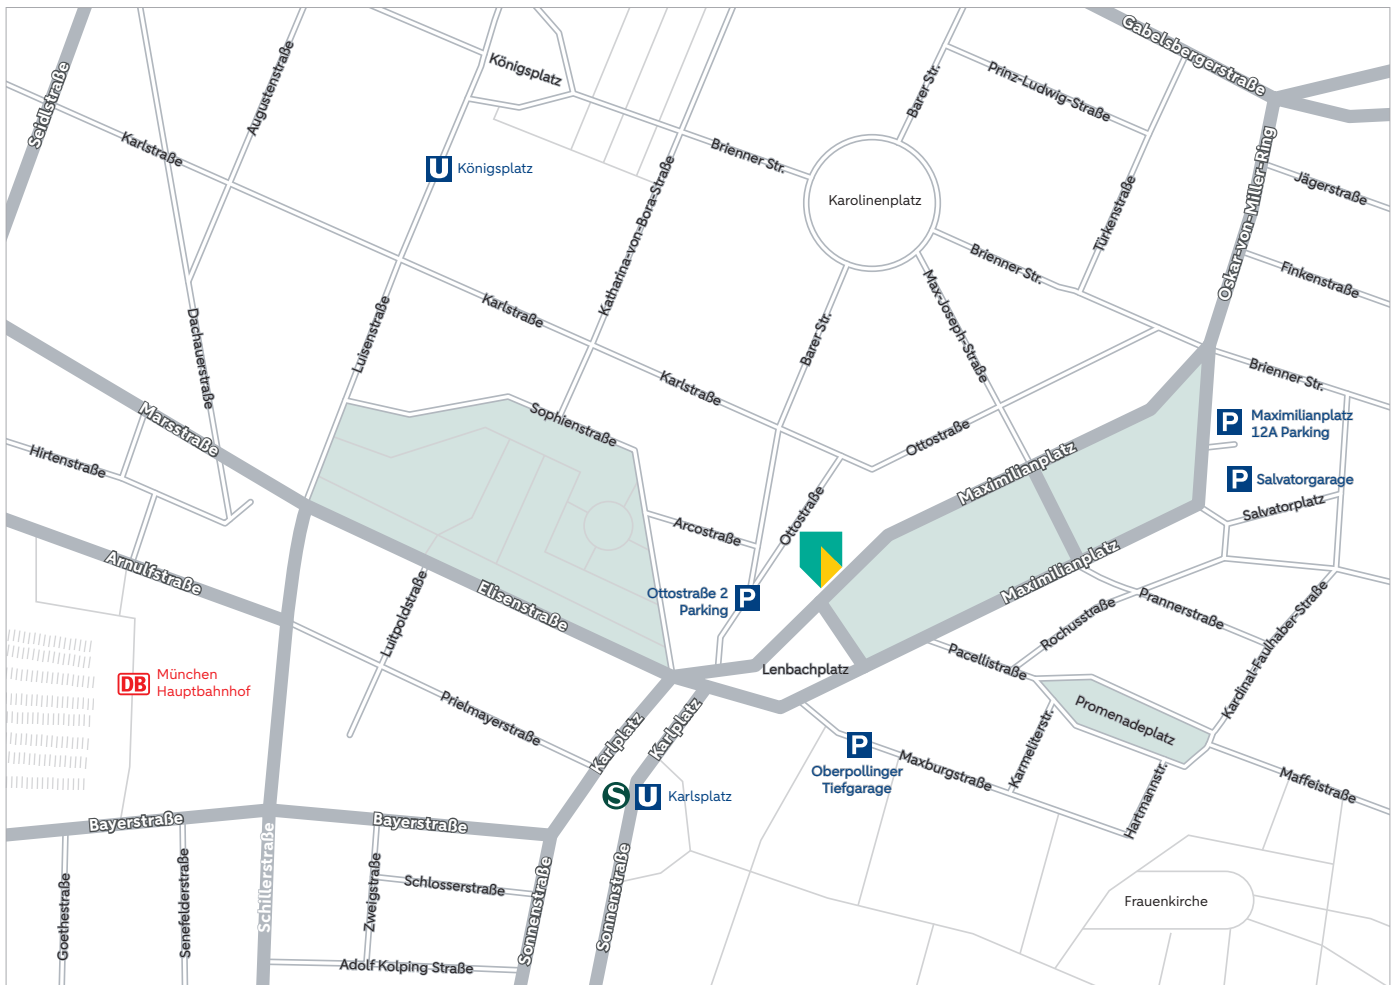 Gabelsbergerstraße
Seidlstraße
Augustenstraße
Königsplatz
Barer Str.
Prinz-Ludwig-Straße
Karlstraße
U Königsplatz
Brienner Str.
Katharina-von-Bora-Straße
Karolinenplatz
Türkenstraße
Oskar-von-Miller-Ring
Jägerstraße
Brienner Str.
Finkenstraße
Dachauerstraße
Luisenstraße
Karlstraße
Barer Str.
Max-Joseph-Straße
Karlstraße
Brienner Str.
Marsstraße
Sophienstraße
Ottostraße
Maximilianplatz
P Maximilianplatz
12A Parking
Hirtenstraße
P Salvatorgarage
Salvatorplatz
Arcostraße
Ottostraße
Arnulfstraße
Elisenstraße
Luitpoldstraße
Ottostraße 2
Parking
P
Maximilianplatz
Rochusstraße
Prannerstraße
Kardinal-Faulhaber-Straße
Lenbachplatz
Pacellistraße
DB München
Hauptbahnhof
Prielmayerstraße
Karlplatz
Karlplatz
Promenadeplatz
Karmeliterstr.
P
Oberpollinger
Tiefgarage
Maxburgstraße
Hartmannstr.
Maffeistraße
S U Karlsplatz
Bayerstraße
Bayerstraße
Schillerstraße
Goethestraße
Senefelderstraße
Zweigstraße
Schlosserstraße
Sonnenstraße
Sonnenstraße
Adolf Kolping Straße
Frauenkirche